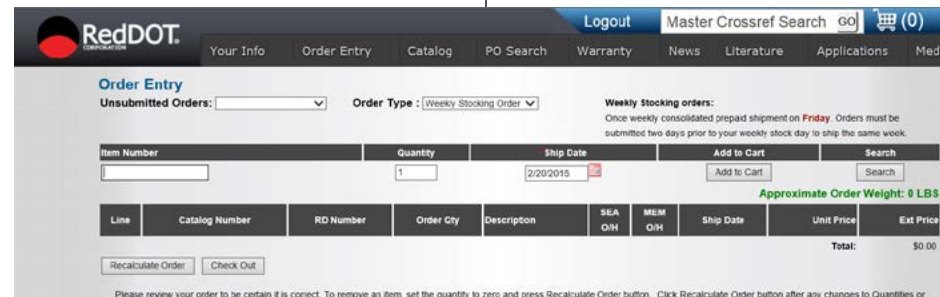 Logout
Master Crossref Search GO (0)
RedDOT.
CORPORATION
Your Info Order Entry Catalog PO Search Warranty News Literature Applications Med
Order Entry
Unsubmitted Orders: Order Type : Weekly Stocking Order
Weekly Stocking orders:
Once weekly consolidated prepaid shipment on Friday. Orders must be
submitted two days prior to your weekly stock day to ship the same week.
Item Number Quantity Ship Date Add to Cart Search
1 2/20/2015 Add to Cart Search
Approximate Order Weight: 0 LBS
Line Catalog Number RD Number Order Qty Description SEA O/H MEM O/H Ship Date Unit Price Ext Price
Total: $0.00
Recalculate Order Check Out
Please review your order to be certain it is correct. To remove an item, set the quantity to zero and press Recalculate Order button. Click Recalculate Order button after any changes to Quantities or